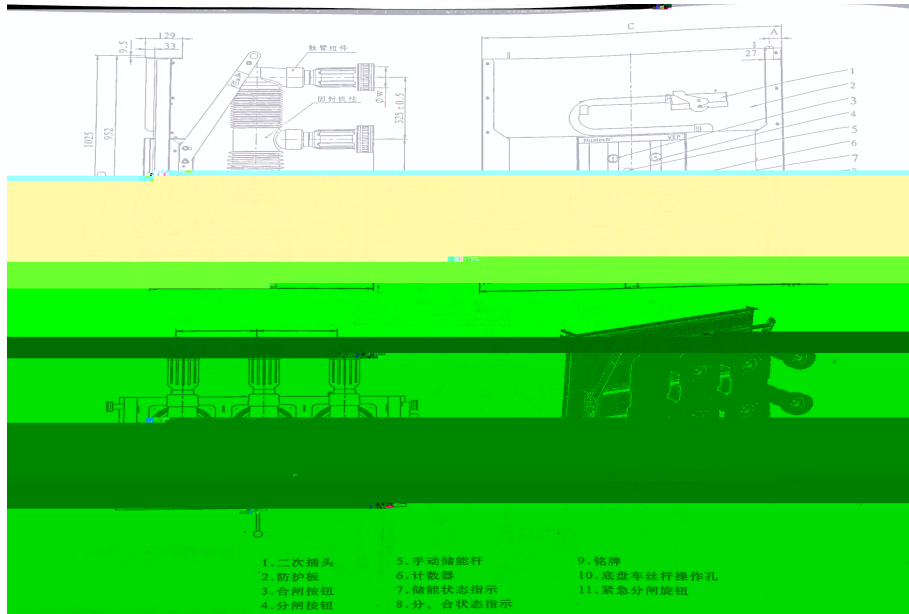 129
33
9.5
触臂组件
ΦW
325±0.5
固封极柱
1025
952
C
A
27
1
2
3
4
5
6
7
VEP
1.二次插头
2.防护板
3.合闸按钮
4.分闸按钮
5.手动储能杆
6.计数器
7.储能状态指示
8.分、合状态指示
9.铭牌
10.底盘车丝杆操作孔
11.紧急分闸旋钮